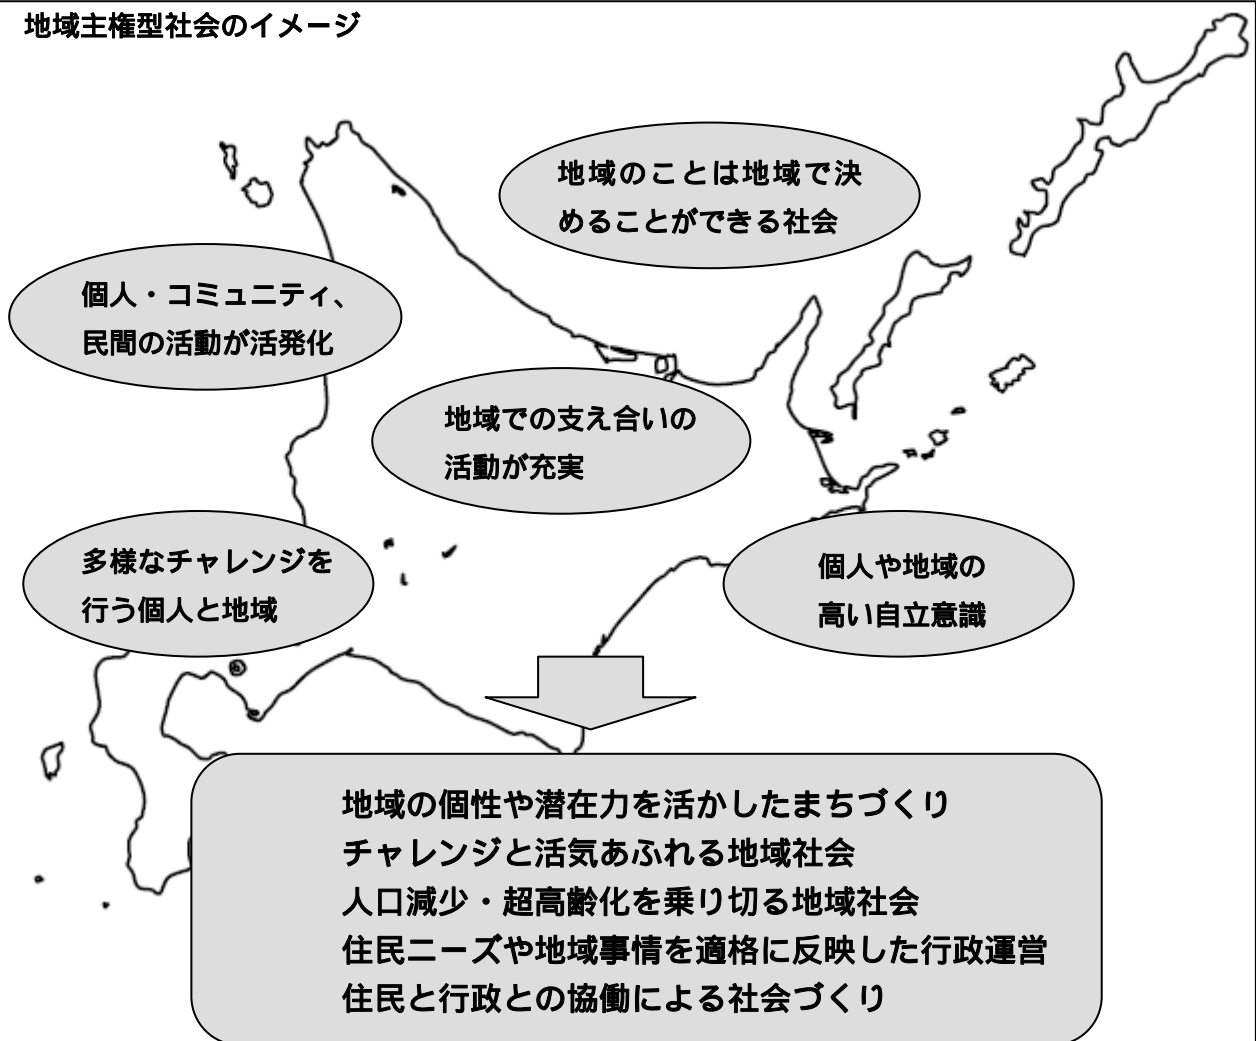 地域主権型社会のイメージ
地域のことは地域で決
めることができる社会
個人・コミュニティ、
民間の活動が活発化
地域での支え合いの
活動が充実
多様なチャレンジを
行う個人と地域
個人や地域の
高い自立意識
地域の個性や潜在力を活かしたまちづくり
チャレンジと活気あふれる地域社会
人口減少・超高齢化を乗り切る地域社会
住民ニーズや地域事情を適格に反映した行政運営
住民と行政との協働による社会づくり